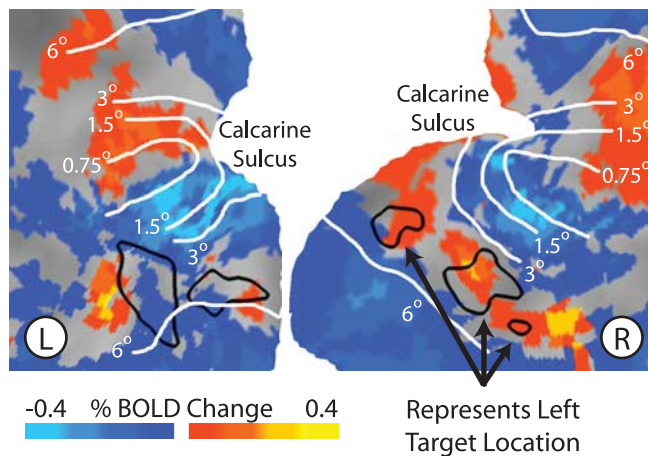 6°
3°
1.5°
0.75°
Calcarine
Sulcus
1.5°
3°
6°
L
Calcarine
Sulcus
6°
3°
1.5°
0.75°
1.5°
3°
6°
R
-0.4 % BOLD Change 0.4
Represents Left
Target Location